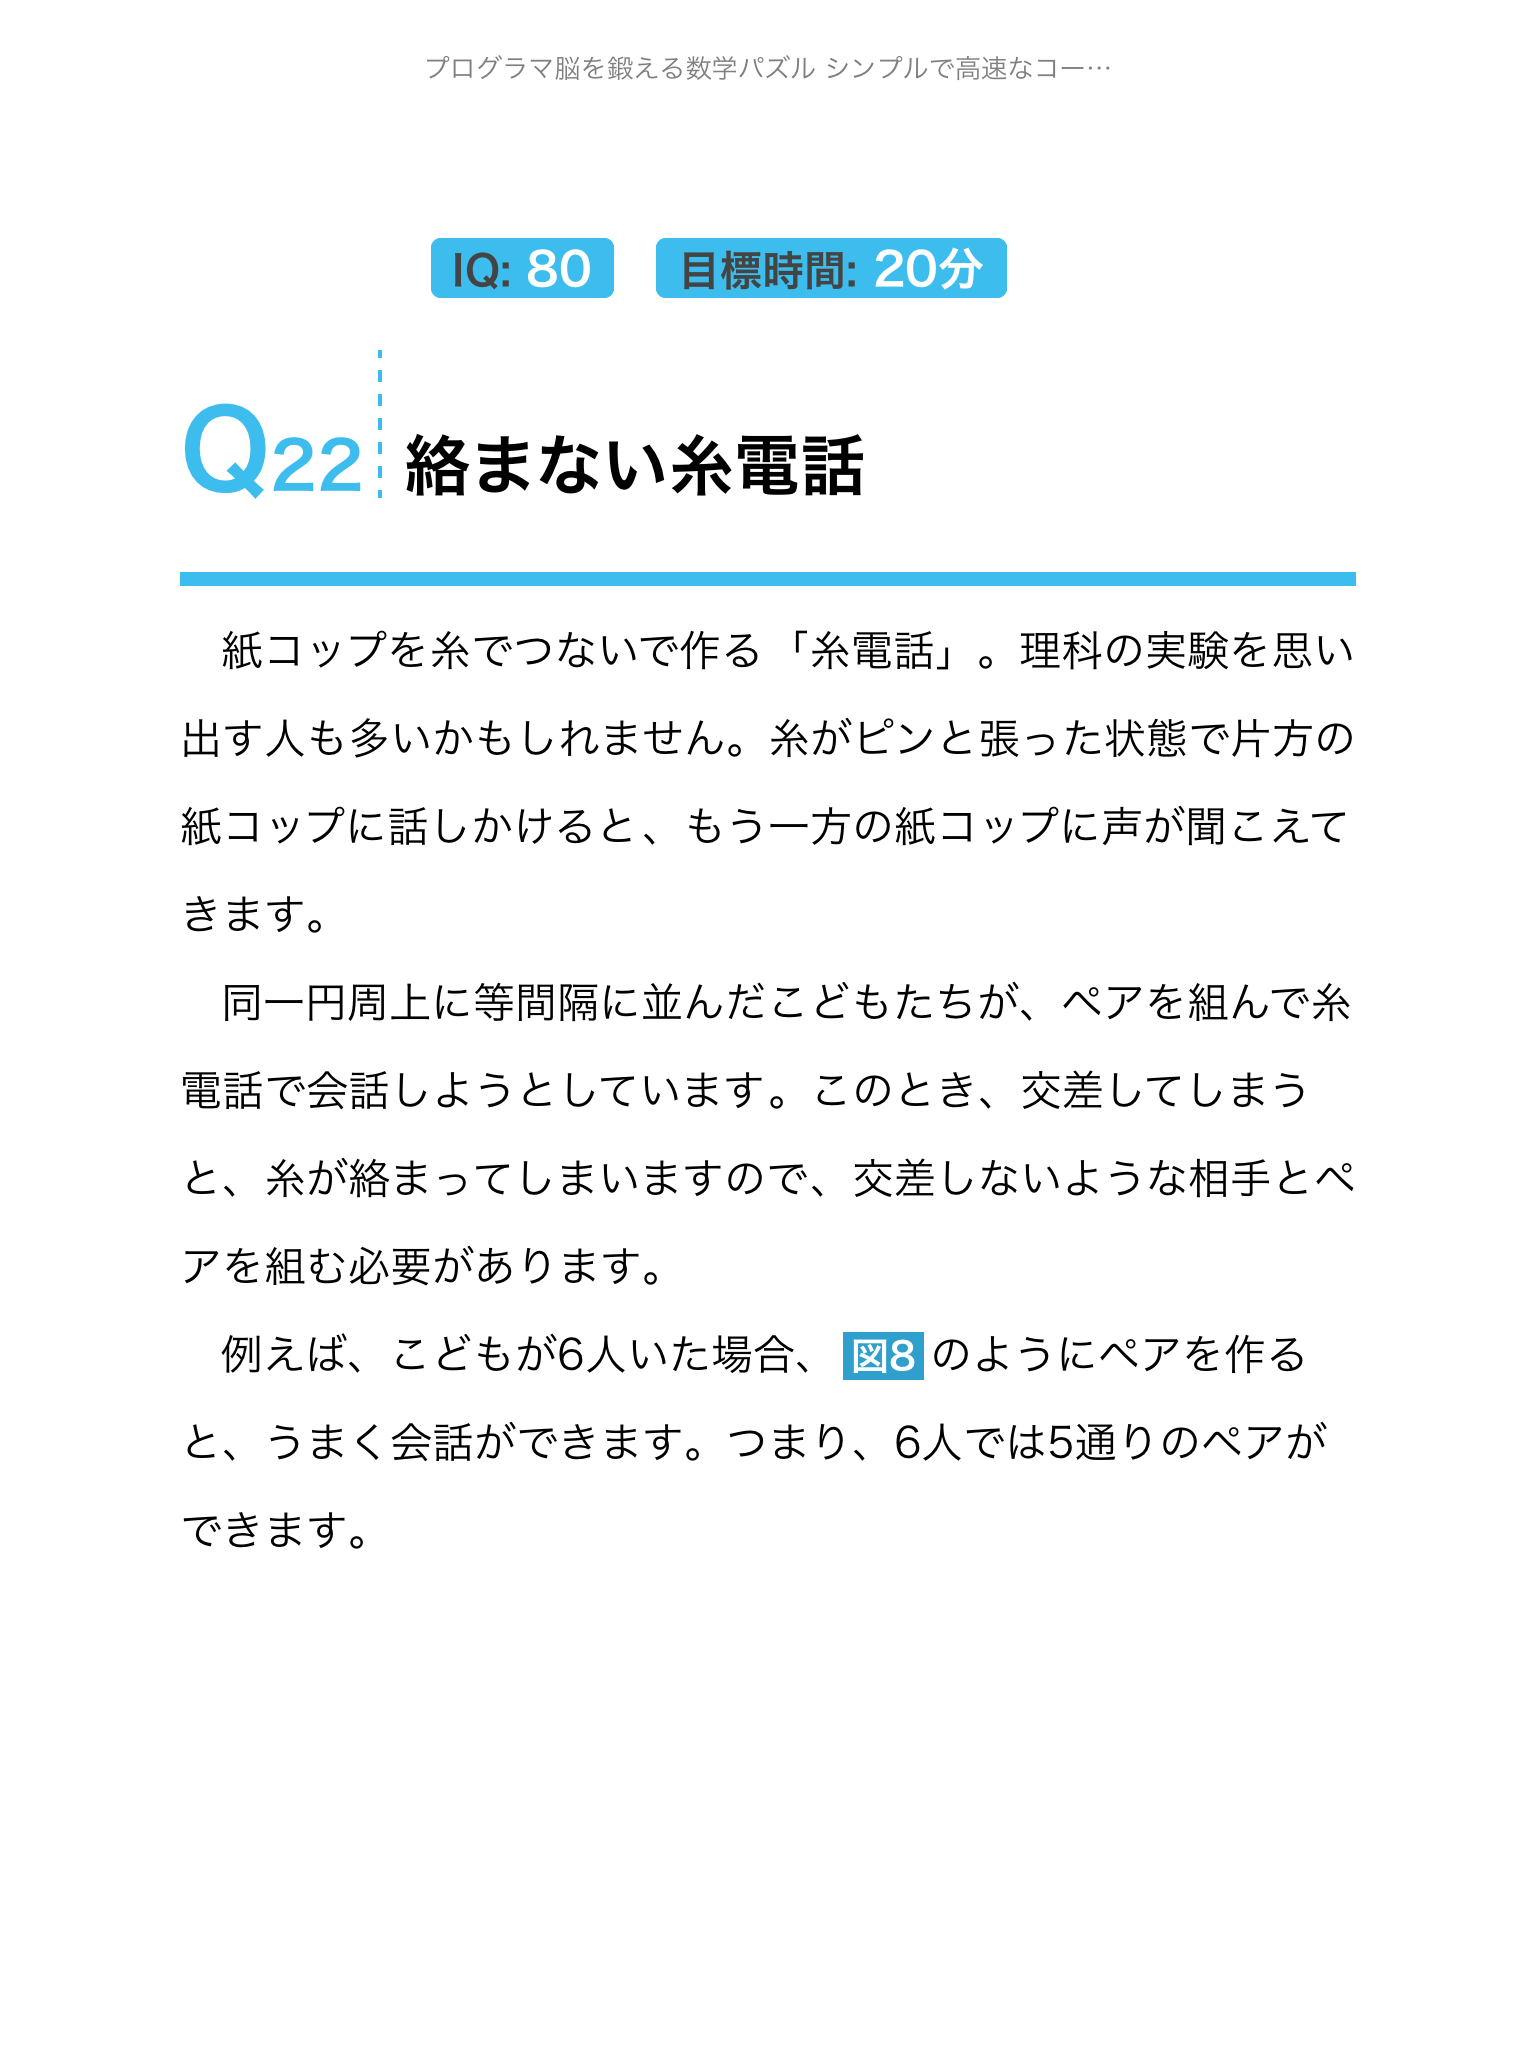 プログラマ脳を鍛える数学パズル シンプルで高速なコー…
IQ: 80 目標時間: 20分
Q22 絡まない糸電話
紙コップを糸でつないで作る「糸電話」。理科の実験を思い
出す人も多いかもしれません。糸がピンと張った状態で片方の
紙コップに話しかけると、もう一方の紙コップに声が聞こえて
きます。
同一円周上に等間隔に並んだこどもたちが、ペアを組んで糸
電話で会話しようとしています。このとき、交差してしまう
と、糸が絡まってしまいますので、交差しないような相手とペ
アを組む必要があります。
例えば、こどもが6人いた場合、 図8 のようにペアを作る
と、うまく会話ができます。つまり、6人では5通りのペアが
できます。